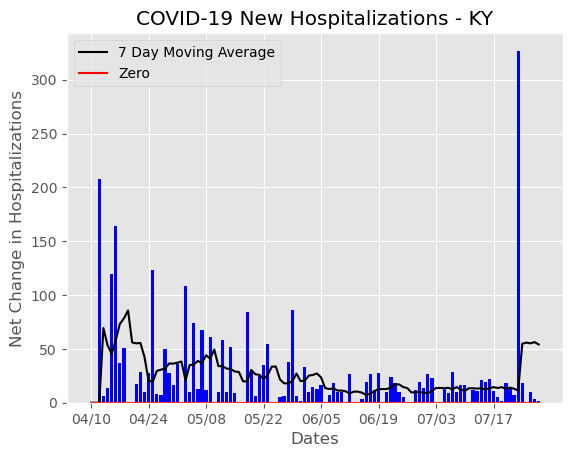 COVID-19 New Hospitalizations - KY
7 Day Moving Average
Zero
Net Change in Hospitalizations
300
250
200
150
100
50
0
04/10 04/24 05/08 05/22 06/05 06/19 07/03 07/17
Dates